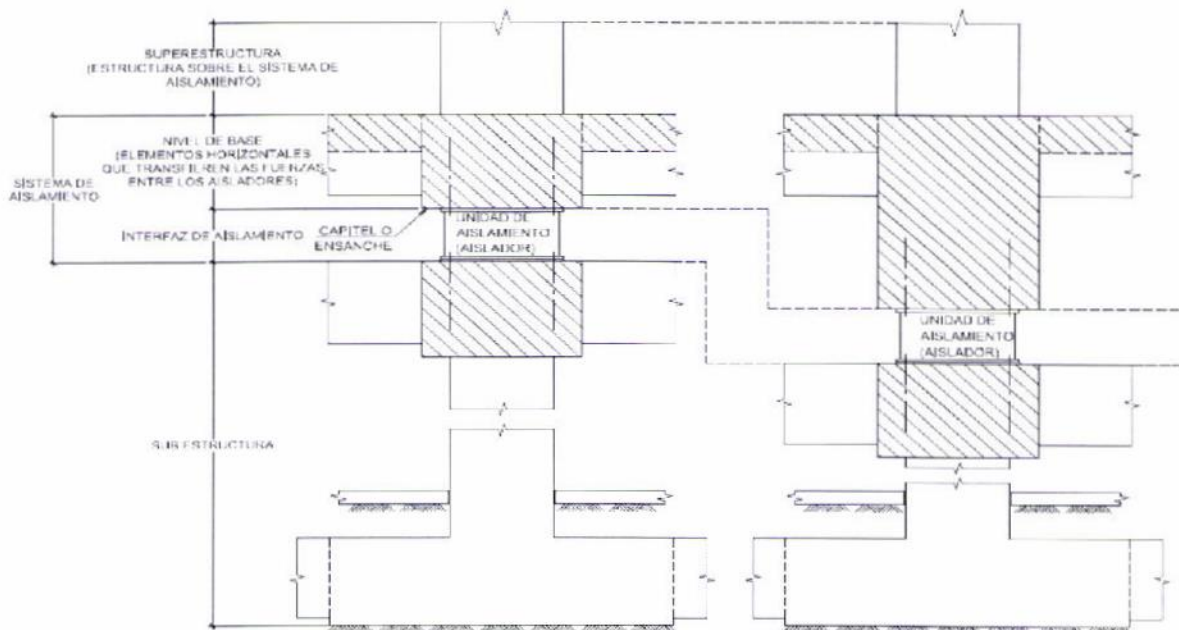 SUPERESTRUCTURA
(ESTRUCTURA SOBRE EL SISTEMA DE
AISLAMIENTO)
NIVEL DE BASE
(ELEMENTOS HORIZONTALES
QUE TRANSFIEREN LAS FUERZAS
ENTRE LOS AISLADORES)
SISTEMA DE
AISLAMIENTO
INTERFAZ DE AISLAMIENTO
CAPITEL O
ENSANCHE
UNIDAD DE
AISLAMIENTO
(AISLADOR)
UNIDAD DE
AISLAMIENTO
(AISLADOR)
SUB ESTRUCTURA